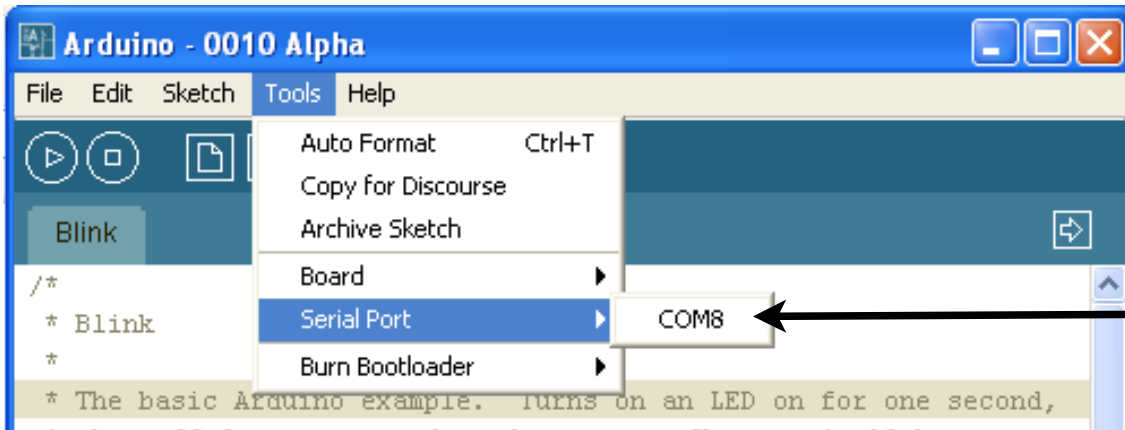 Arduino - 0010 Alpha
File Edit Sketch Tools Help
Auto Format Ctrl+T
Copy for Discourse
Archive Sketch
Blink
Board
Serial Port COM8
Burn Bootloader
/*
* Blink
*
* The basic Arduino example. Turns on an LED on for one second,